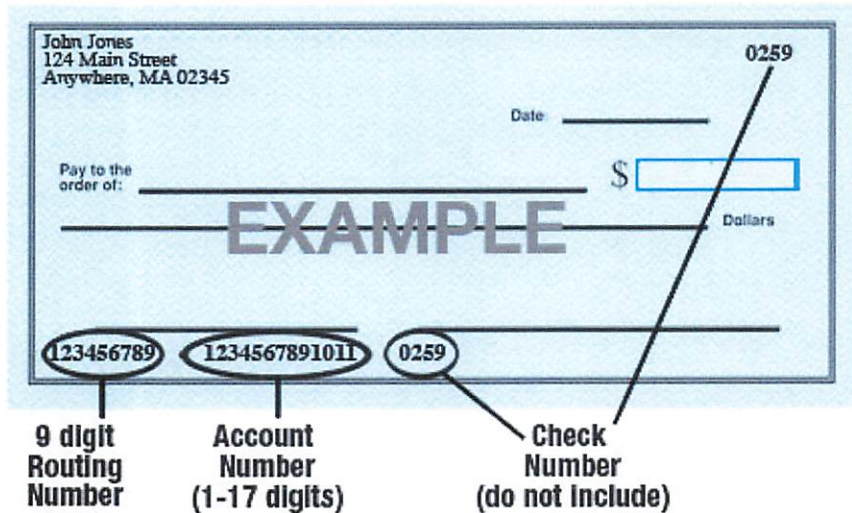 John Jones
124 Main Street
Anywhere, MA 02345
0259
Date
Pay to the
order of:
$
EXAMPLE
Dollars
123456789
1234567891011
0259
9 digit
Routing
Number
Account
Number
(1-17 digits)
Check
Number
(do not include)